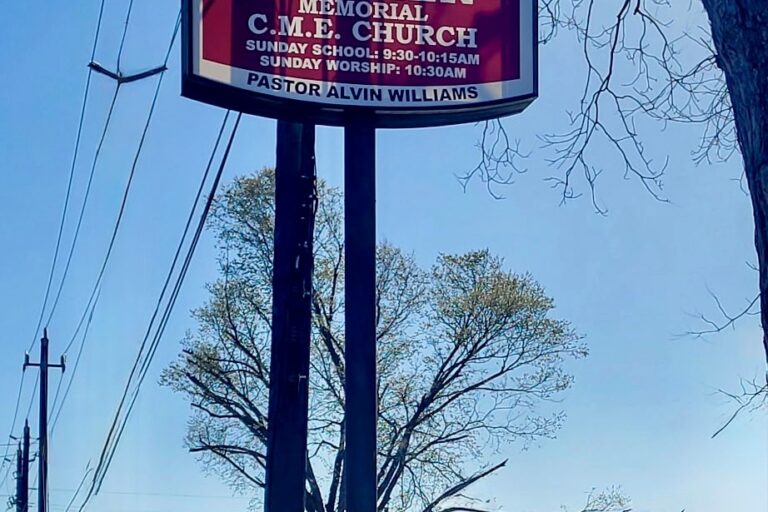 MEMORIAL
C.M.E. CHURCH
SUNDAY SCHOOL: 9:30-10:15AM
SUNDAY WORSHIP: 10:30AM
PASTOR ALVIN WILLIAMS